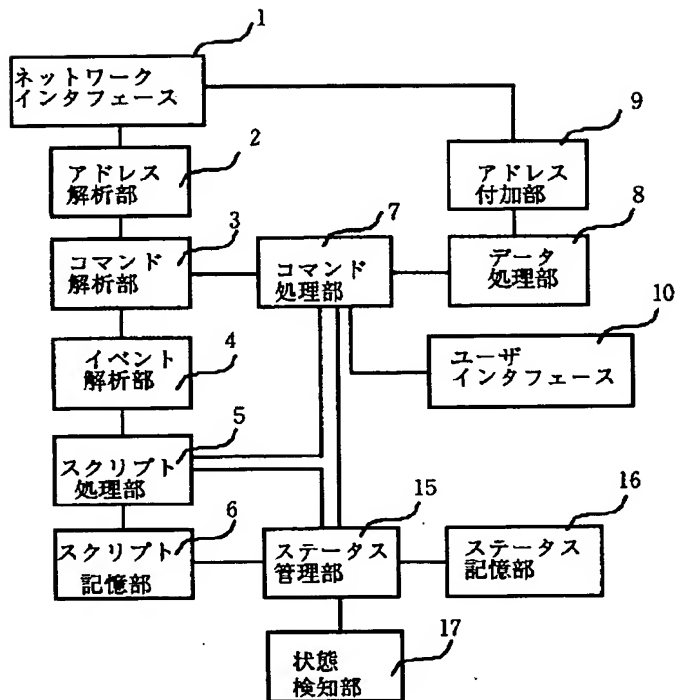 1
ネットワーク
インタフェース
9
2
アドレス
解析部
アドレス
付加部
3
7
8
コマンド
解析部
コマンド
処理部
データ
処理部
10
4
イベント
解析部
ユーザ
インタフェース
5
スクリプト
処理部
15
16
6
スクリプト
記憶部
ステータス
管理部
ステータス
記憶部
17
状態
検知部